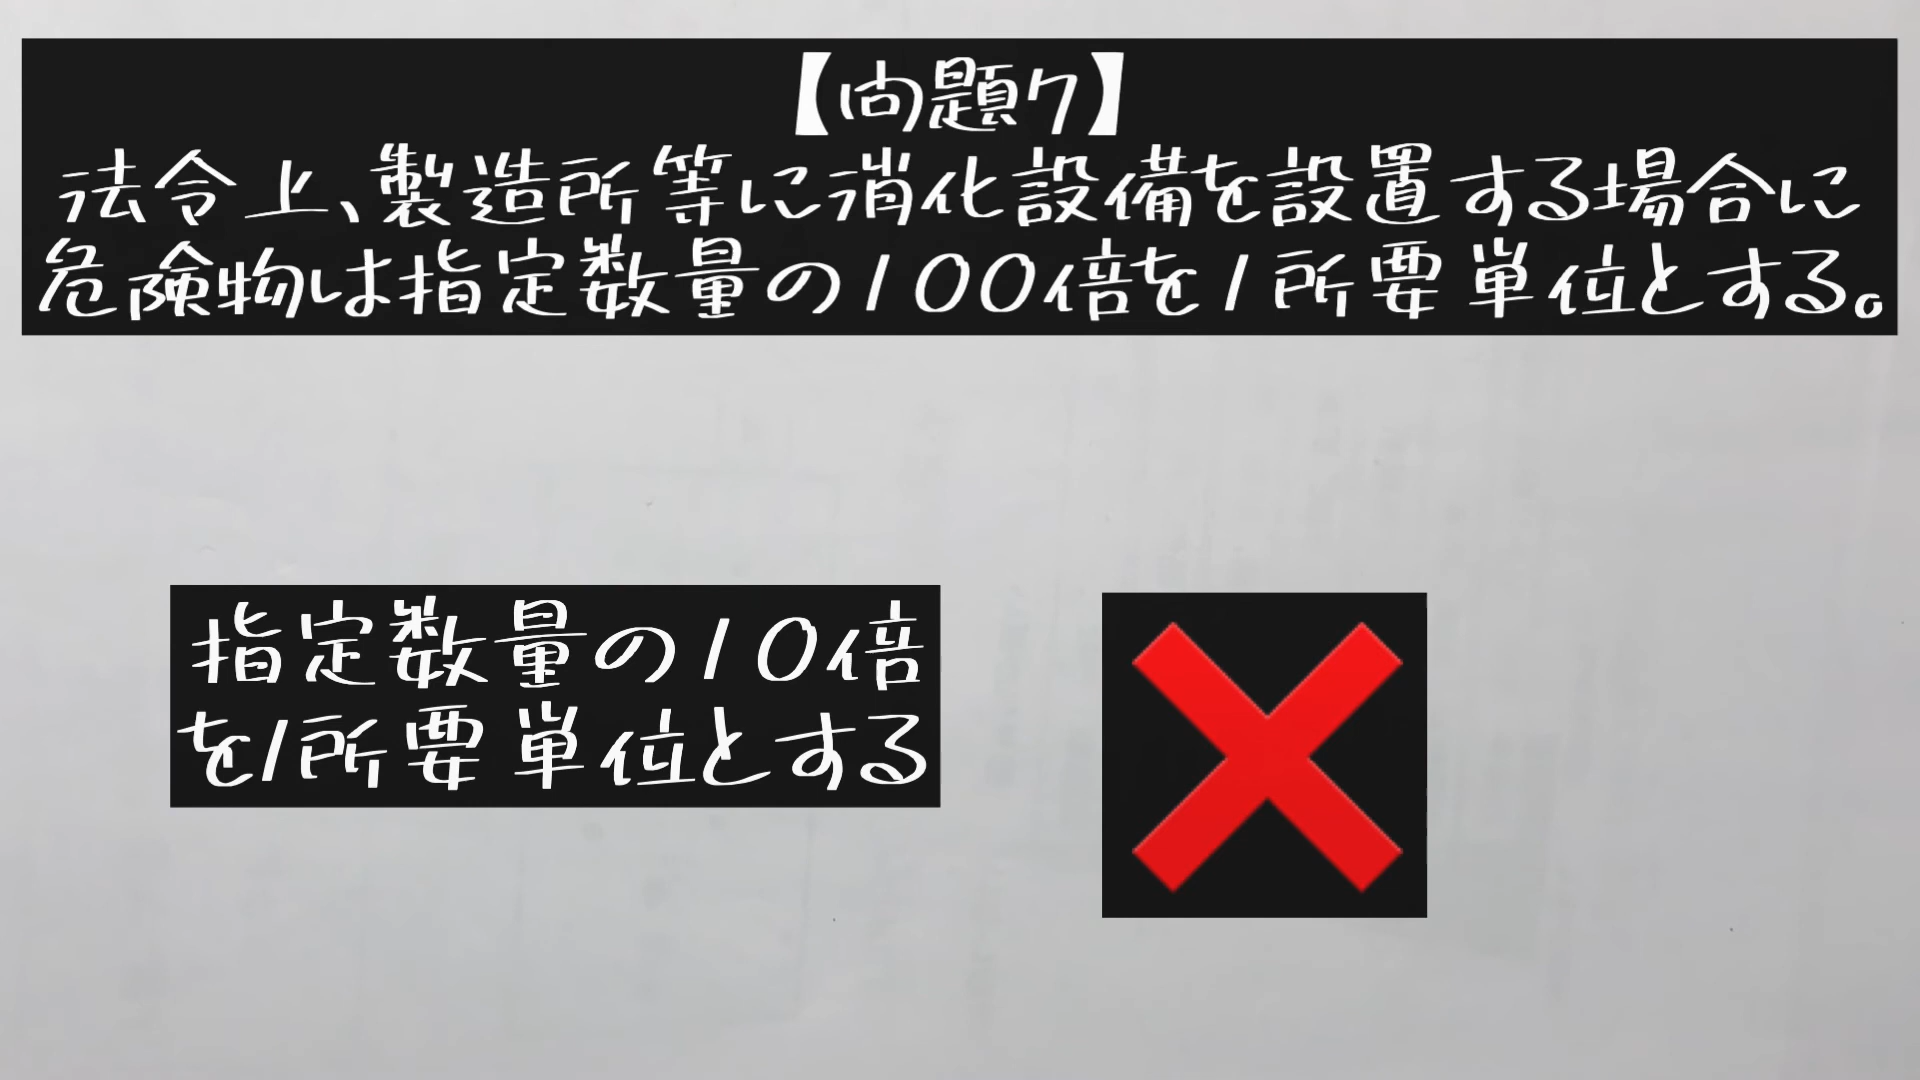 【問題7】
法令上、製造所等に消化設備を設置する場合に
危険物は指定数量の100倍を1所要単位とする。
指定数量の10倍
を1所要単位とする